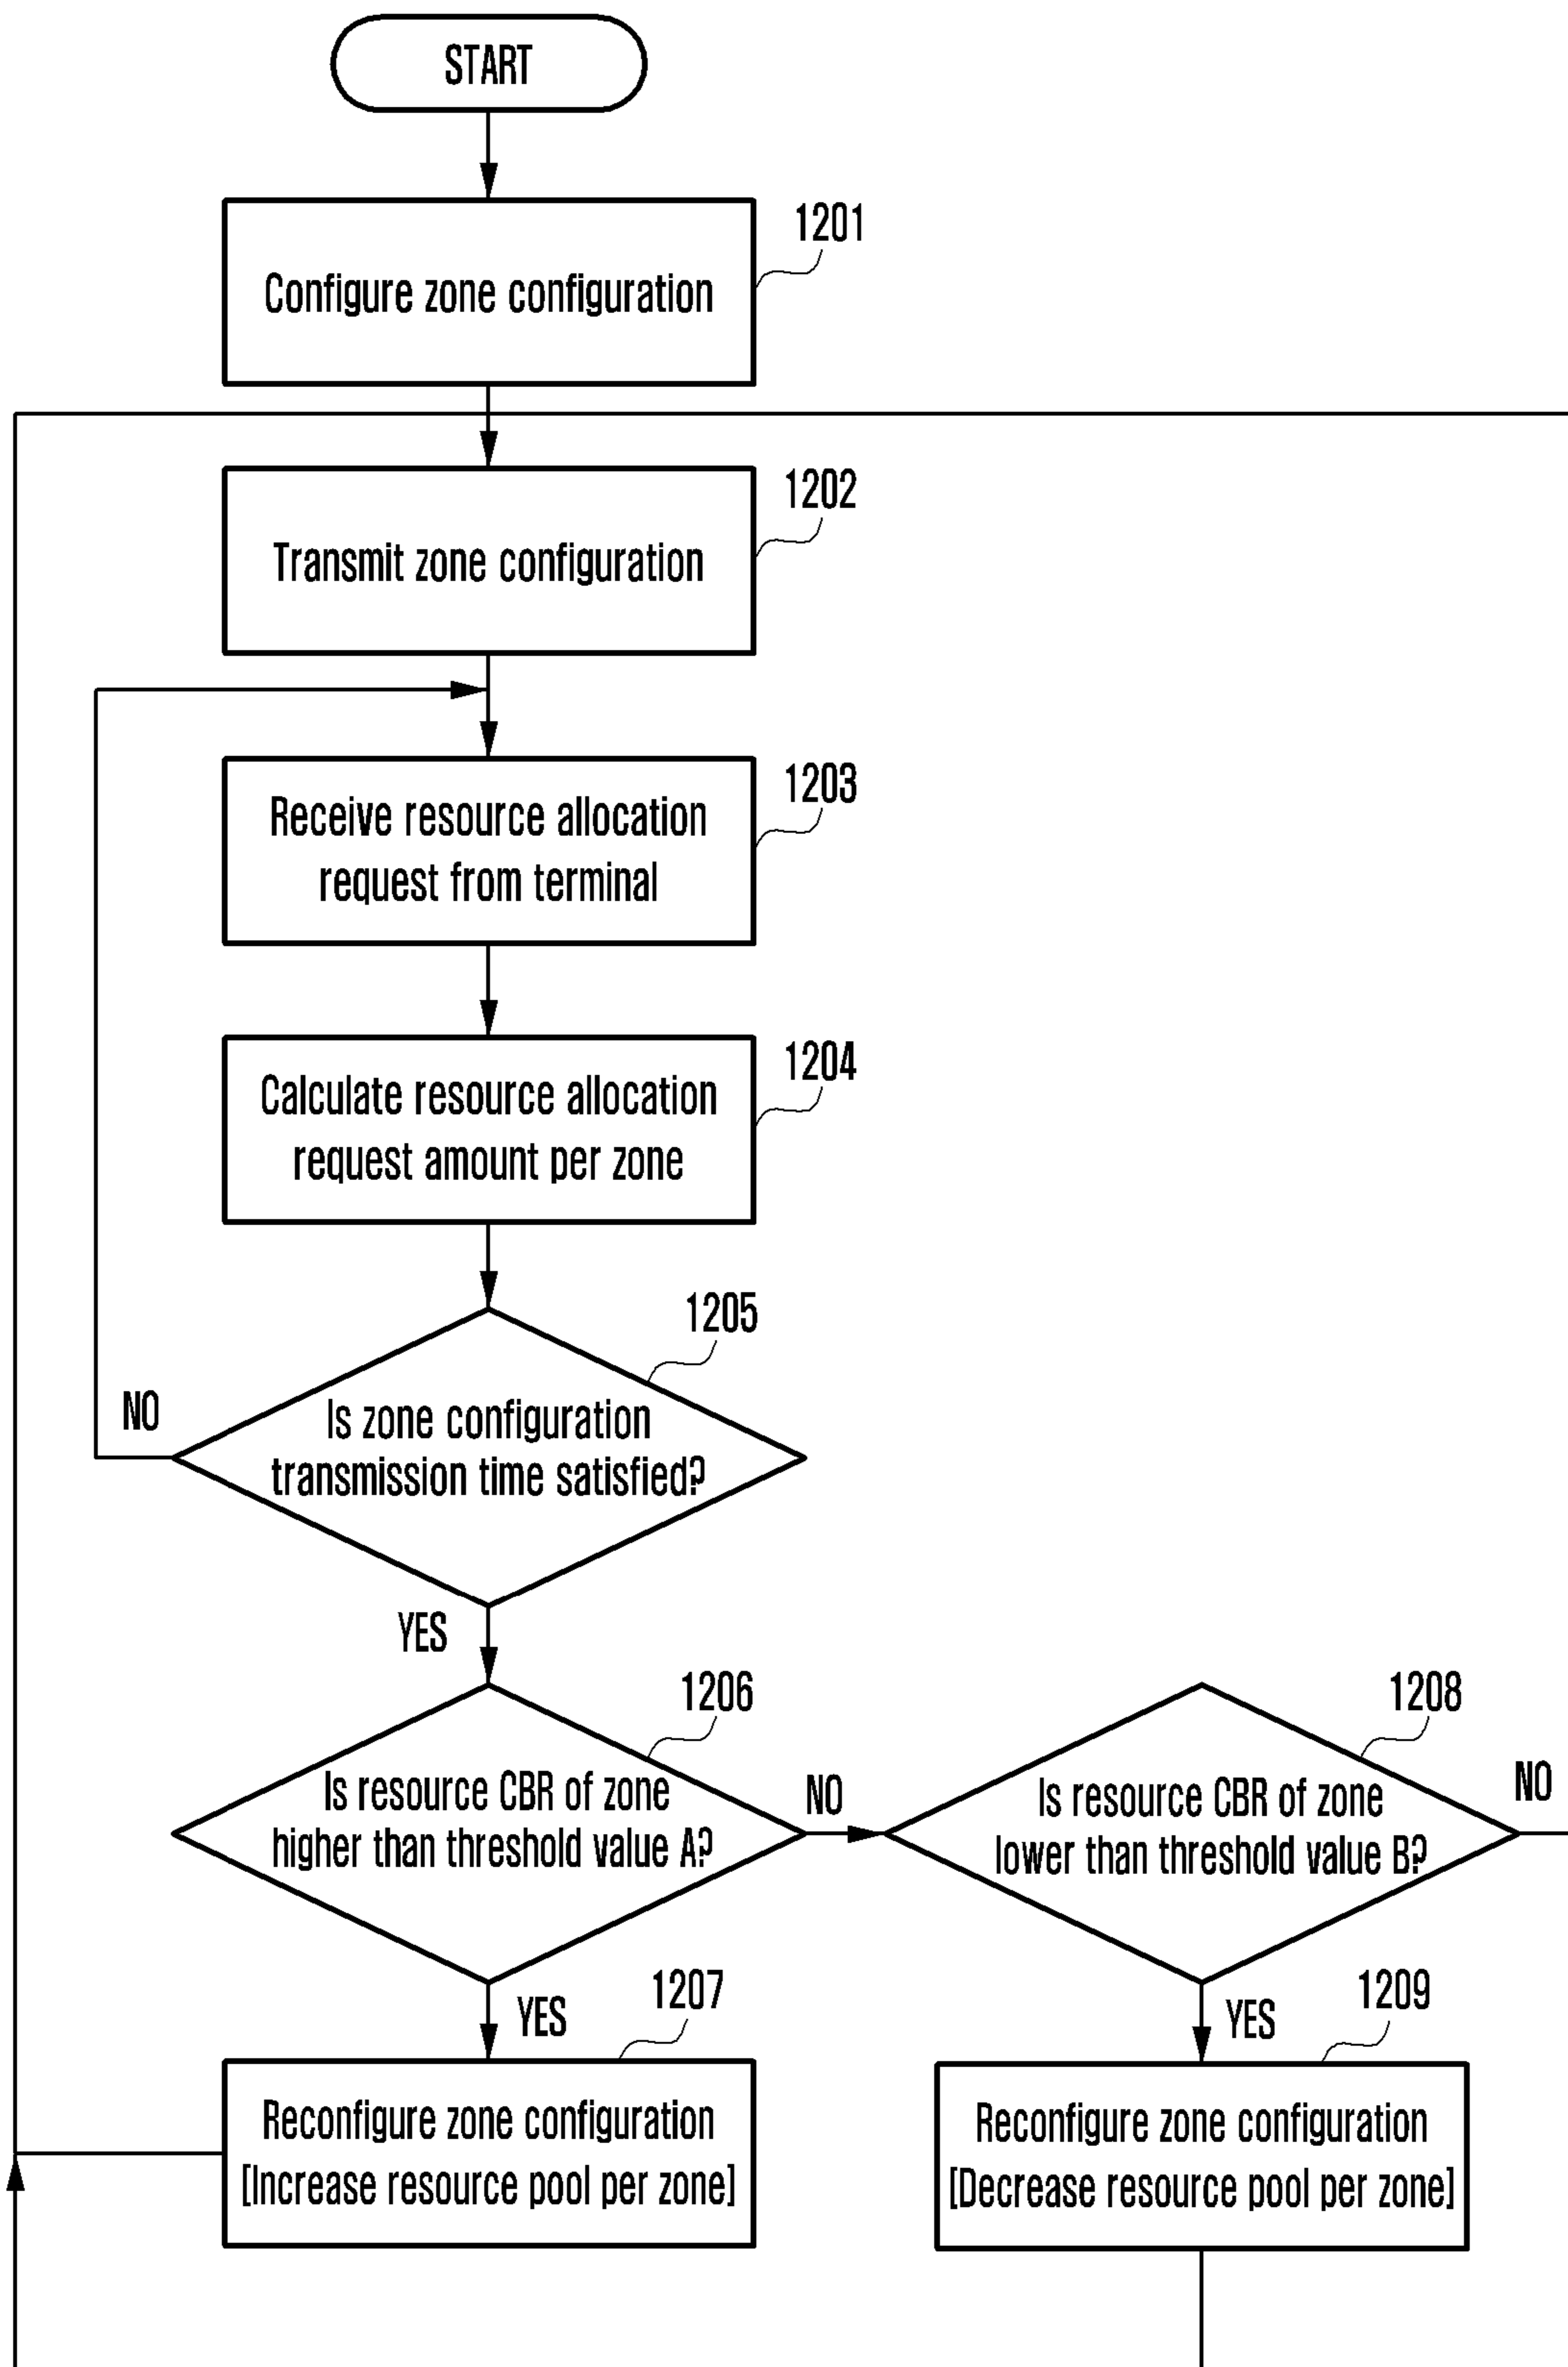 START
1201
Configure zone configuration
1202
Transmit zone configuration
1203
Receive resource allocation
request from terminal
1204
Calculate resource allocation
request amount per zone
1205
NO
Is zone configuration
transmission time satisfied?
YES
1206
Is resource CBR of zone
higher than threshold value A?
NO
1208
Is resource CBR of zone
lower than threshold value B?
NO
YES
1207
Reconfigure zone configuration
[Increase resource pool per zone]
YES
1209
Reconfigure zone configuration
[Decrease resource pool per zone]